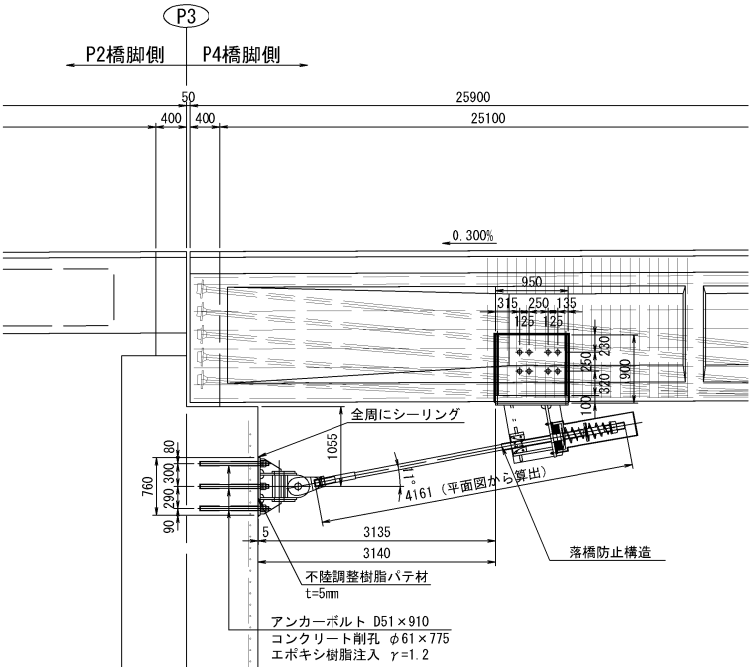 P3
P2橋脚側
P4橋脚側
50
25900
400
400
25100
0.300%
950
315
250
135
125
125
230
250
320
900
100
全周にシーリング
1055
11°
4161 (平面図から算出)
80
300
290
90
760
5
3135
3140
落橋防止構造
不陸調整樹脂パテ材
t=5mm
アンカーボルト D51×910
コンクリート削孔 φ61×775
エポキシ樹脂注入 γ=1.2